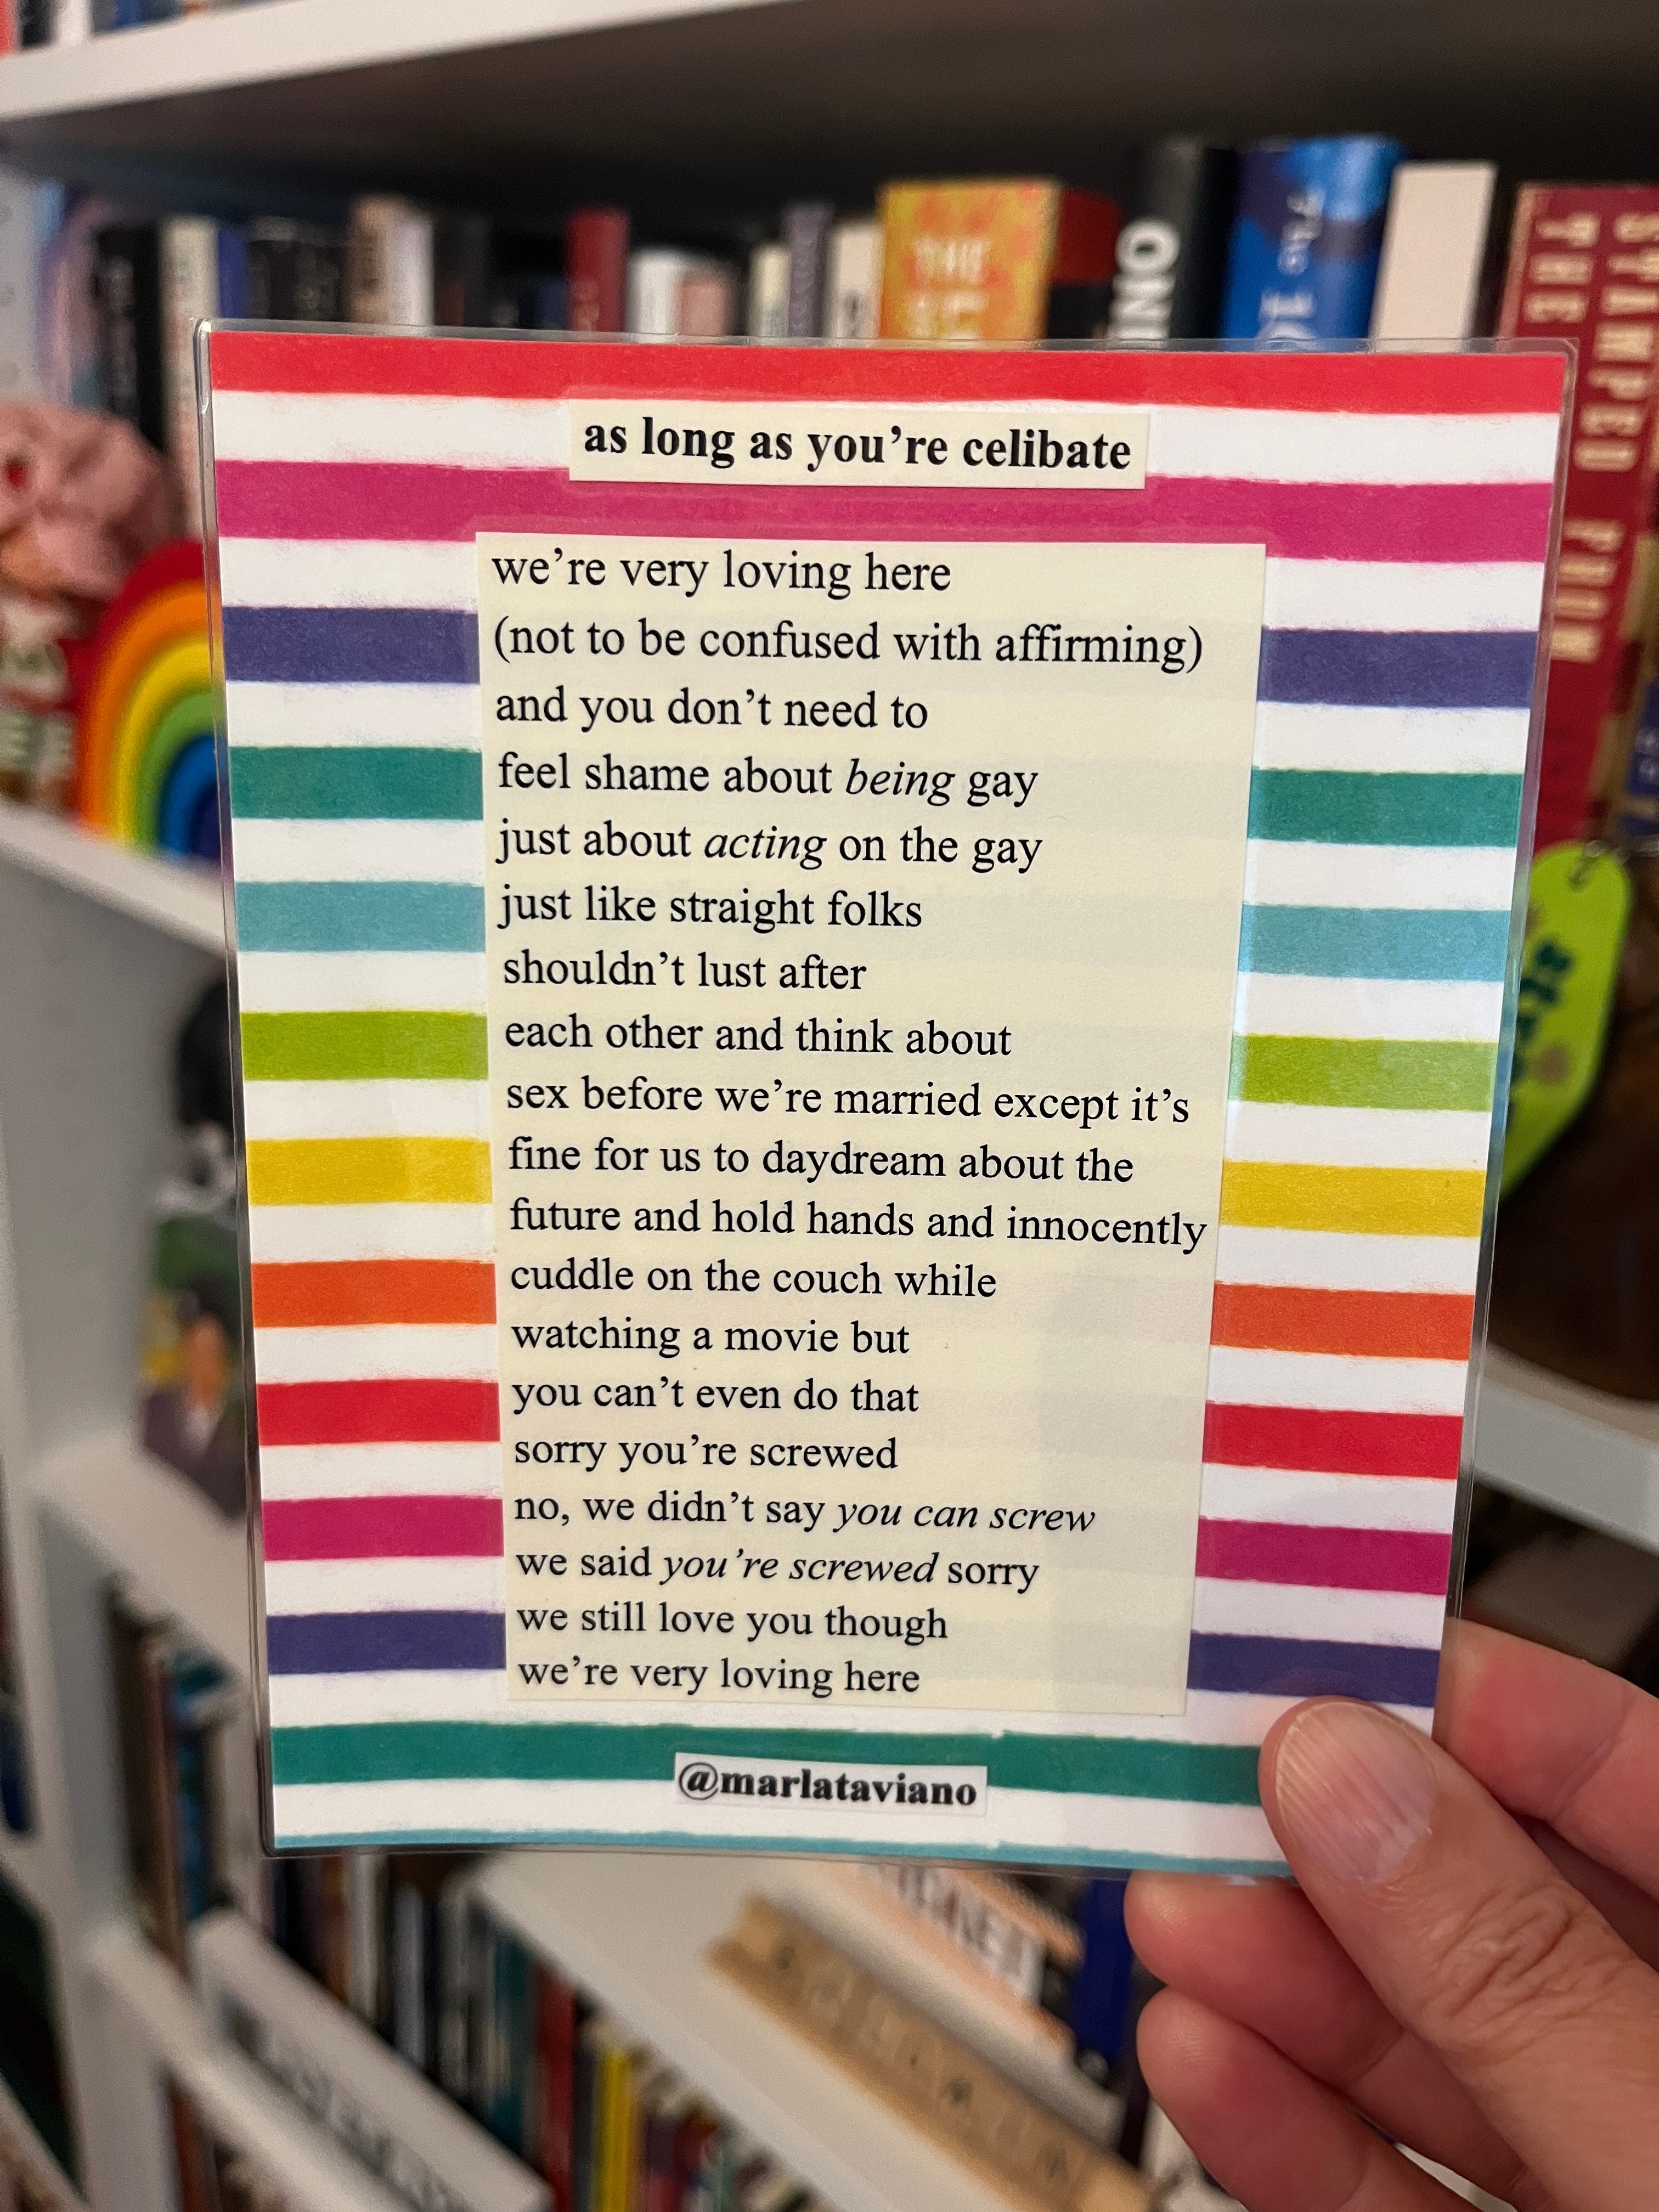 THE
STAMPED FROM
THE
as long as you're celibate
we're very loving here
(not to be confused with affirming)
and you don't need to
feel shame about being gay
just about acting on the gay
just like straight folks
shouldn't lust after
each other and think about
sex before we're married except it's
fine for us to daydream about the
future and hold hands and innocently
cuddle on the couch while
watching a movie but
you can't even do that
sorry you're screwed
no, we didn't say you can screw
we said you're screwed sorry
we still love you though
we're very loving here
@marlataviano